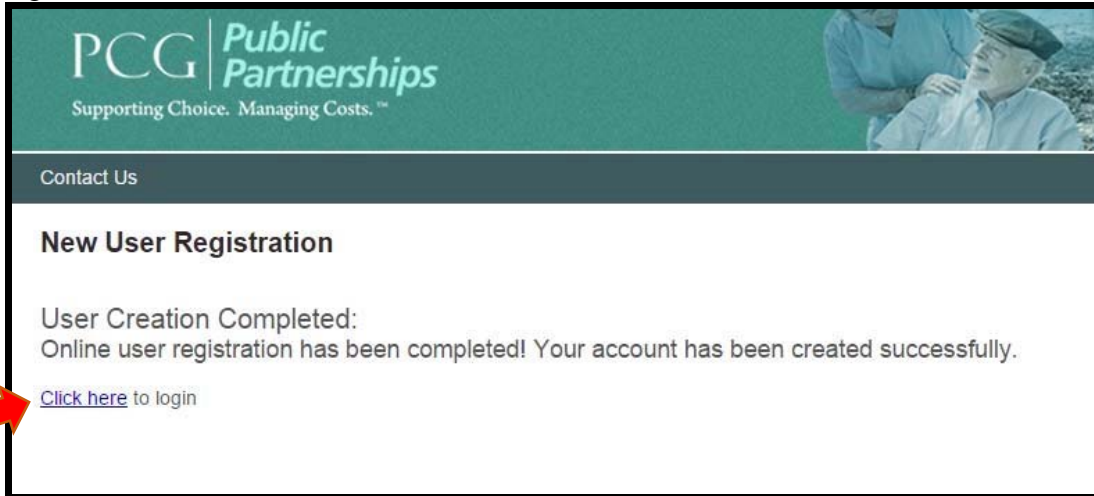 PCG Public Partnerships
Supporting Choice. Managing Costs.™
Contact Us
New User Registration
User Creation Completed:
Online user registration has been completed! Your account has been created successfully.
Click here to login